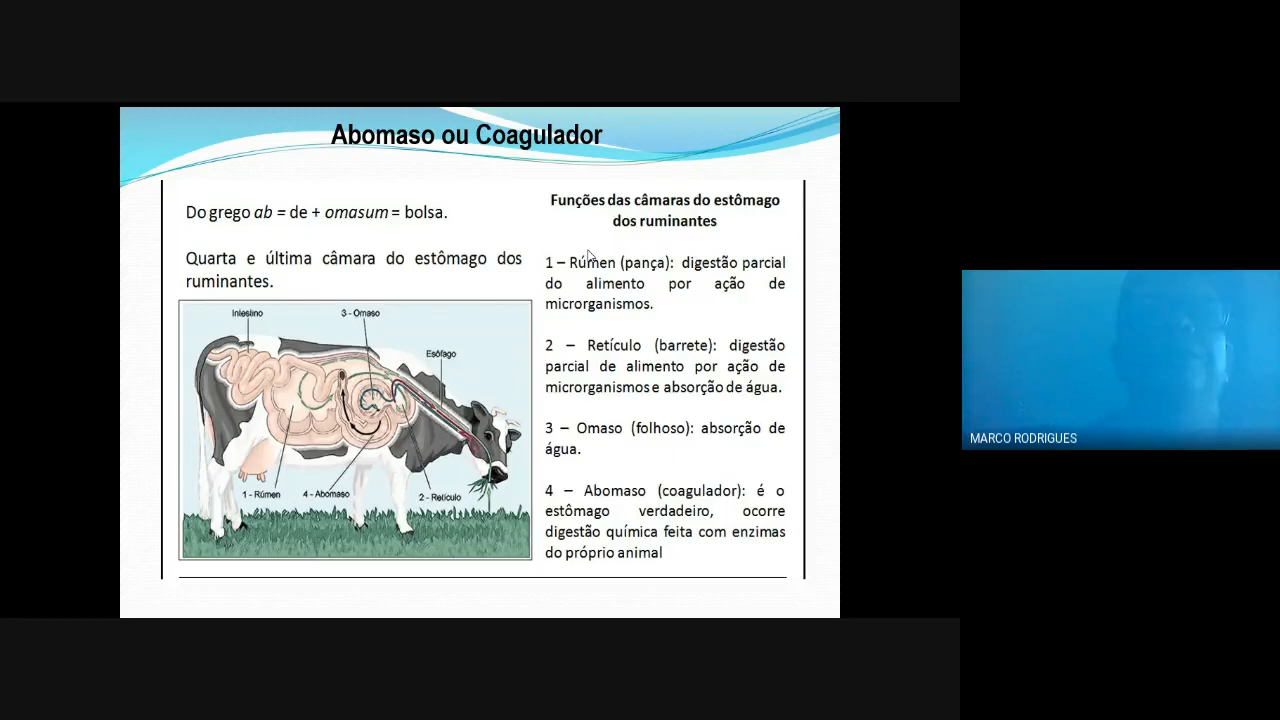 Abomaso ou Coagulador
Do grego ab = de + omasum = bolsa.
Quarta e última câmara do estômago dos
ruminantes.
Intestino
3 - Omaso
Esôfago
1 - Rúmen
4 - Abomaso
2 - Retículo
Funções das câmaras do estômago
dos ruminantes
1 – Rúmen (pança): digestão parcial
do alimento por ação de
microrganismos.
2 – Retículo (barrete): digestão
parcial de alimento por ação de
microrganismos e absorção de água.
3 – Omaso (folhoso): absorção de
água.
4 – Abomaso (coagulador): é o
estômago verdadeiro, ocorre
digestão química feita com enzimas
do próprio animal
MARCO RODRIGUES